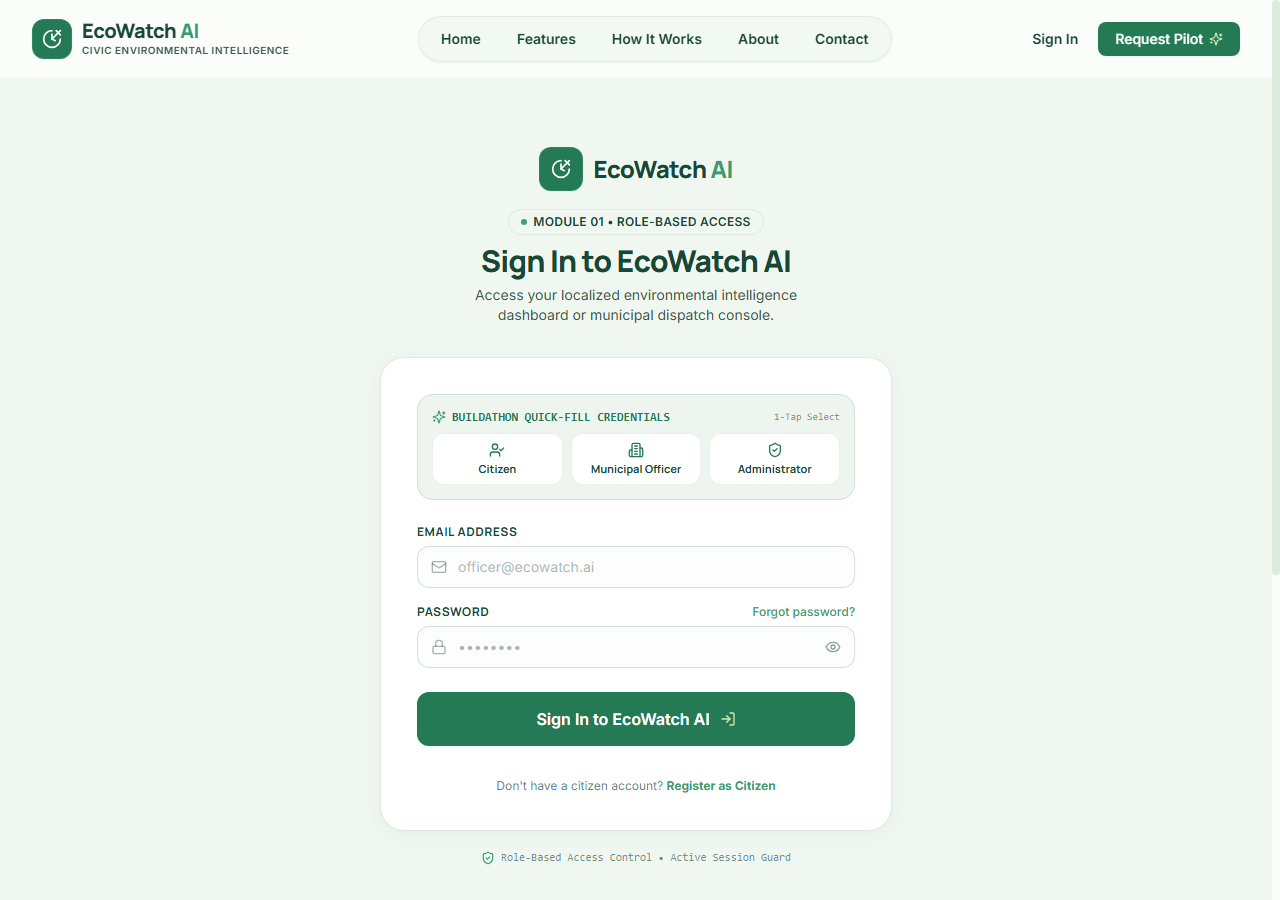 EcoWatch AI
CIVIC ENVIRONMENTAL INTELLIGENCE
Home
Features
How It Works
About
Contact
Sign In
Request Pilot
EcoWatch AI
MODULE 01 • ROLE-BASED ACCESS
Sign In to EcoWatch AI
Access your localized environmental intelligence
dashboard or municipal dispatch console.
BUILDATHON QUICK-FILL CREDENTIALS
1-Tap Select
Citizen
Municipal Officer
Administrator
EMAIL ADDRESS
officer@ecowatch.ai
PASSWORD
Forgot password?
••••••••
Sign In to EcoWatch AI
Don't have a citizen account? Register as Citizen
Role-Based Access Control • Active Session Guard